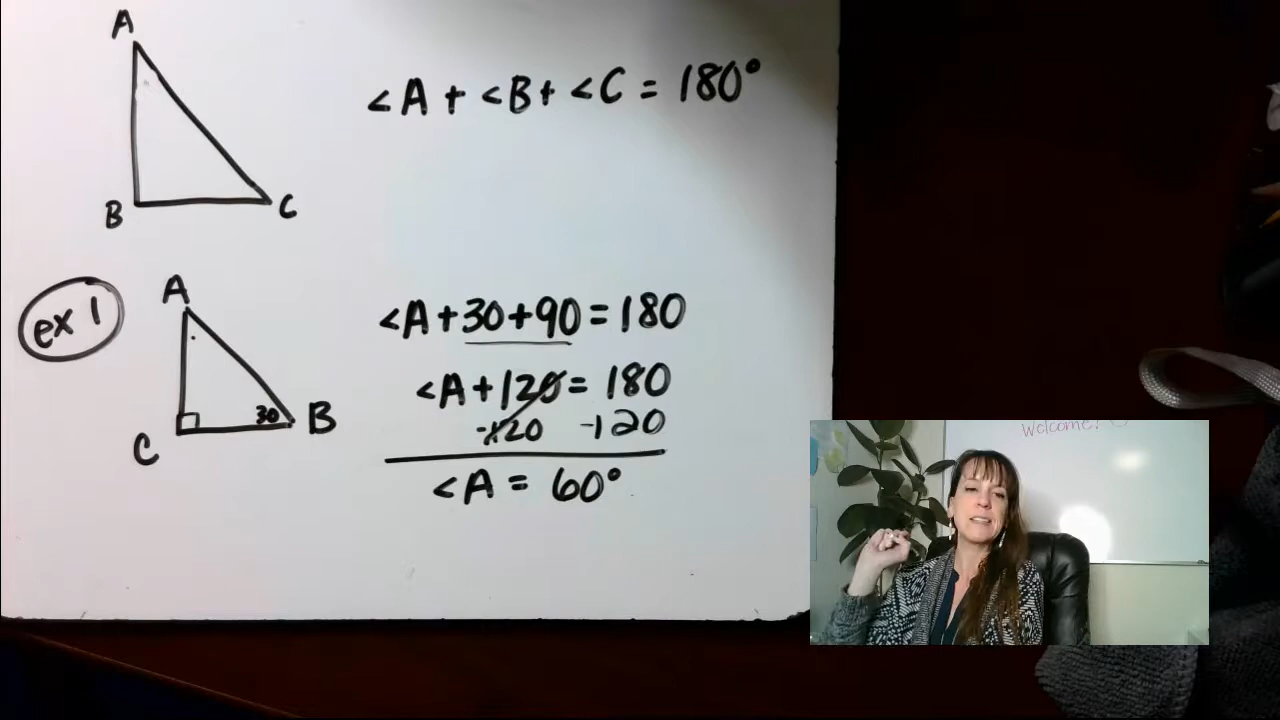 A
∠A + ∠B + ∠C = 180°
B
C
ex 1
A
30
B
C
∠A + 30 + 90 = 180
∠A + 120 = 180
-120 -120
∠A = 60°
Welcome!